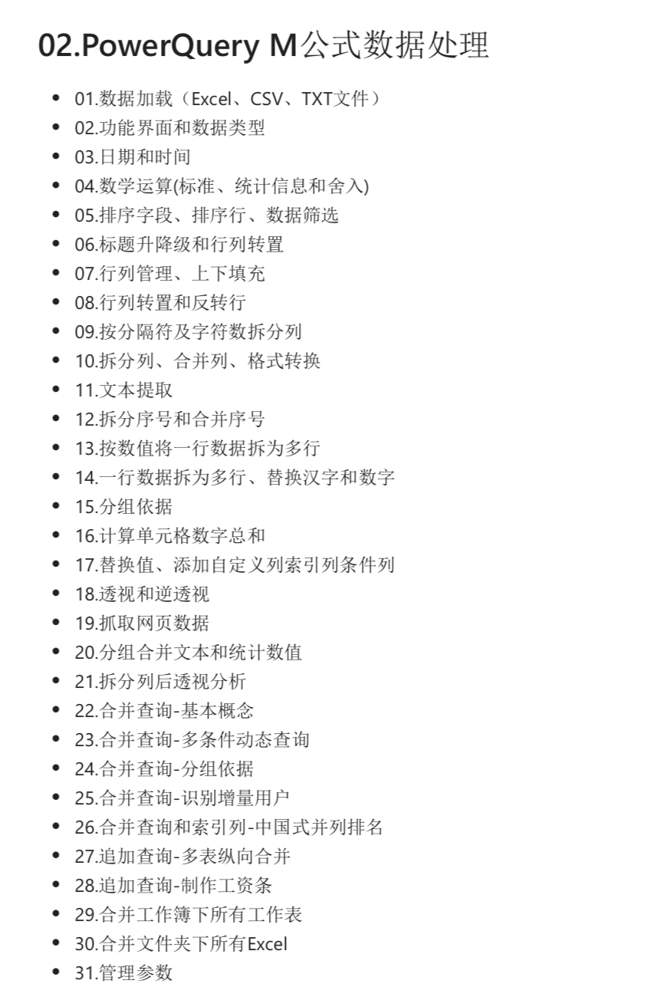 02.PowerQuery M公式数据处理
01.数据加载（Excel、CSV、TXT文件）
02.功能界面和数据类型
03.日期和时间
04.数学运算(标准、统计信息和舍入)
05.排序字段、排序行、数据筛选
06.标题升降级和行列转置
07.行列管理、上下填充
08.行列转置和反转行
09.按分隔符及字符数拆分列
10.拆分列、合并列、格式转换
11.文本提取
12.拆分序号和合并序号
13.按数值将一行数据拆为多行
14.一行数据拆为多行、替换汉字和数字
15.分组依据
16.计算单元格数字总和
17.替换值、添加自定义列索引列条件列
18.透视和逆透视
19.抓取网页数据
20.分组合并文本和统计数值
21.拆分列后透视分析
22.合并查询-基本概念
23.合并查询-多条件动态查询
24.合并查询-分组依据
25.合并查询-识别增量用户
26.合并查询和索引列-中国式并列排名
27.追加查询-多表纵向合并
28.追加查询-制作工资条
29.合并工作簿下所有工作表
30.合并文件夹下所有Excel
31.管理参数